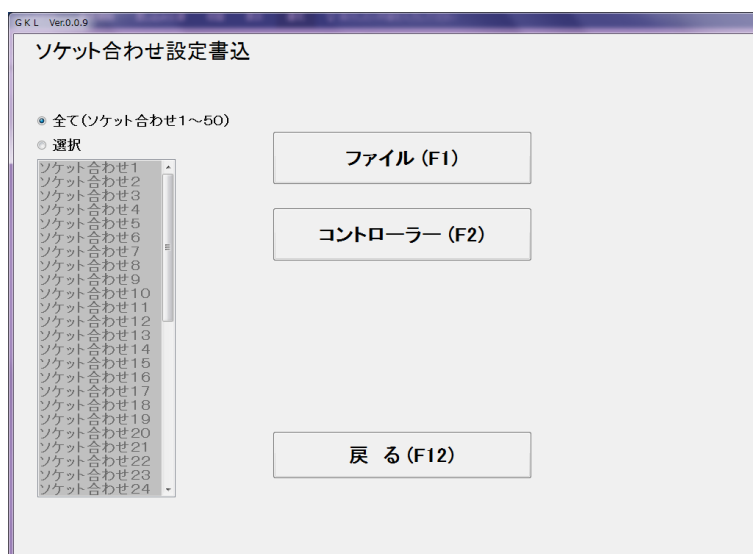 GKL Ver.0.0.9
ソケット合わせ設定書込
全て(ソケット合わせ1～50)
選択
ソケット合わせ1
ソケット合わせ2
ソケット合わせ3
ソケット合わせ4
ソケット合わせ5
ソケット合わせ6
ソケット合わせ7
ソケット合わせ8
ソケット合わせ9
ソケット合わせ10
ソケット合わせ11
ソケット合わせ12
ソケット合わせ13
ソケット合わせ14
ソケット合わせ15
ソケット合わせ16
ソケット合わせ17
ソケット合わせ18
ソケット合わせ19
ソケット合わせ20
ソケット合わせ21
ソケット合わせ22
ソケット合わせ23
ソケット合わせ24
ファイル (F1)
コントローラー (F2)
戻 る (F12)